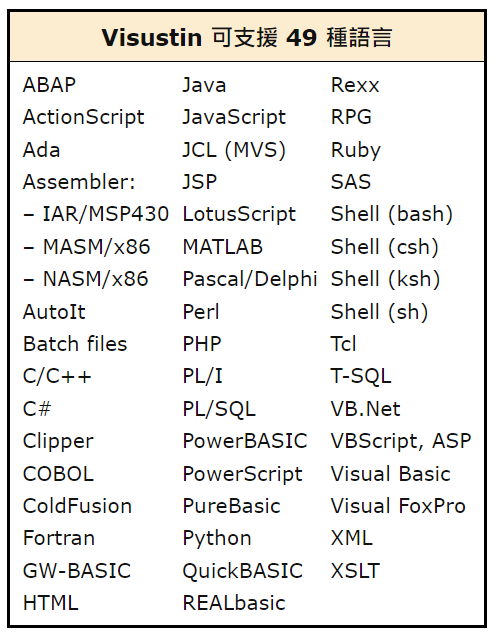 Visustin 可支援 49 種語言
ABAP
ActionScript
Ada
Assembler:
– IAR/MSP430
– MASM/x86
– NASM/x86
AutoIt
Batch files
C/C++
C#
Clipper
COBOL
ColdFusion
Fortran
GW-BASIC
HTML
Java
JavaScript
JCL (MVS)
JSP
LotusScript
MATLAB
Pascal/Delphi
Perl
PHP
PL/I
PL/SQL
PowerBASIC
PowerScript
PureBasic
Python
QuickBASIC
REALbasic
Rexx
RPG
Ruby
SAS
Shell (bash)
Shell (csh)
Shell (ksh)
Shell (sh)
Tcl
T-SQL
VB.Net
VBScript, ASP
Visual Basic
Visual FoxPro
XML
XSLT